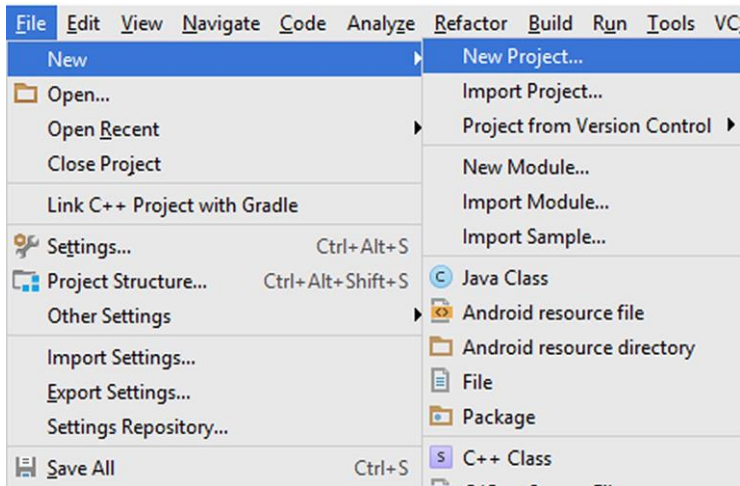 File Edit View Navigate Code Analyze Refactor Build Run Tools
New
Open...
Open Recent
Close Project
Link C++ Project with Gradle
Settings... Ctrl+Alt+S
Project Structure... Ctrl+Alt+Shift+S
Other Settings
Import Settings...
Export Settings...
Settings Repository...
Save All Ctrl+S
New Project...
Import Project...
Project from Version Control
New Module...
Import Module...
Import Sample...
C Java Class
Android resource file
Android resource directory
File
Package
S C++ Class